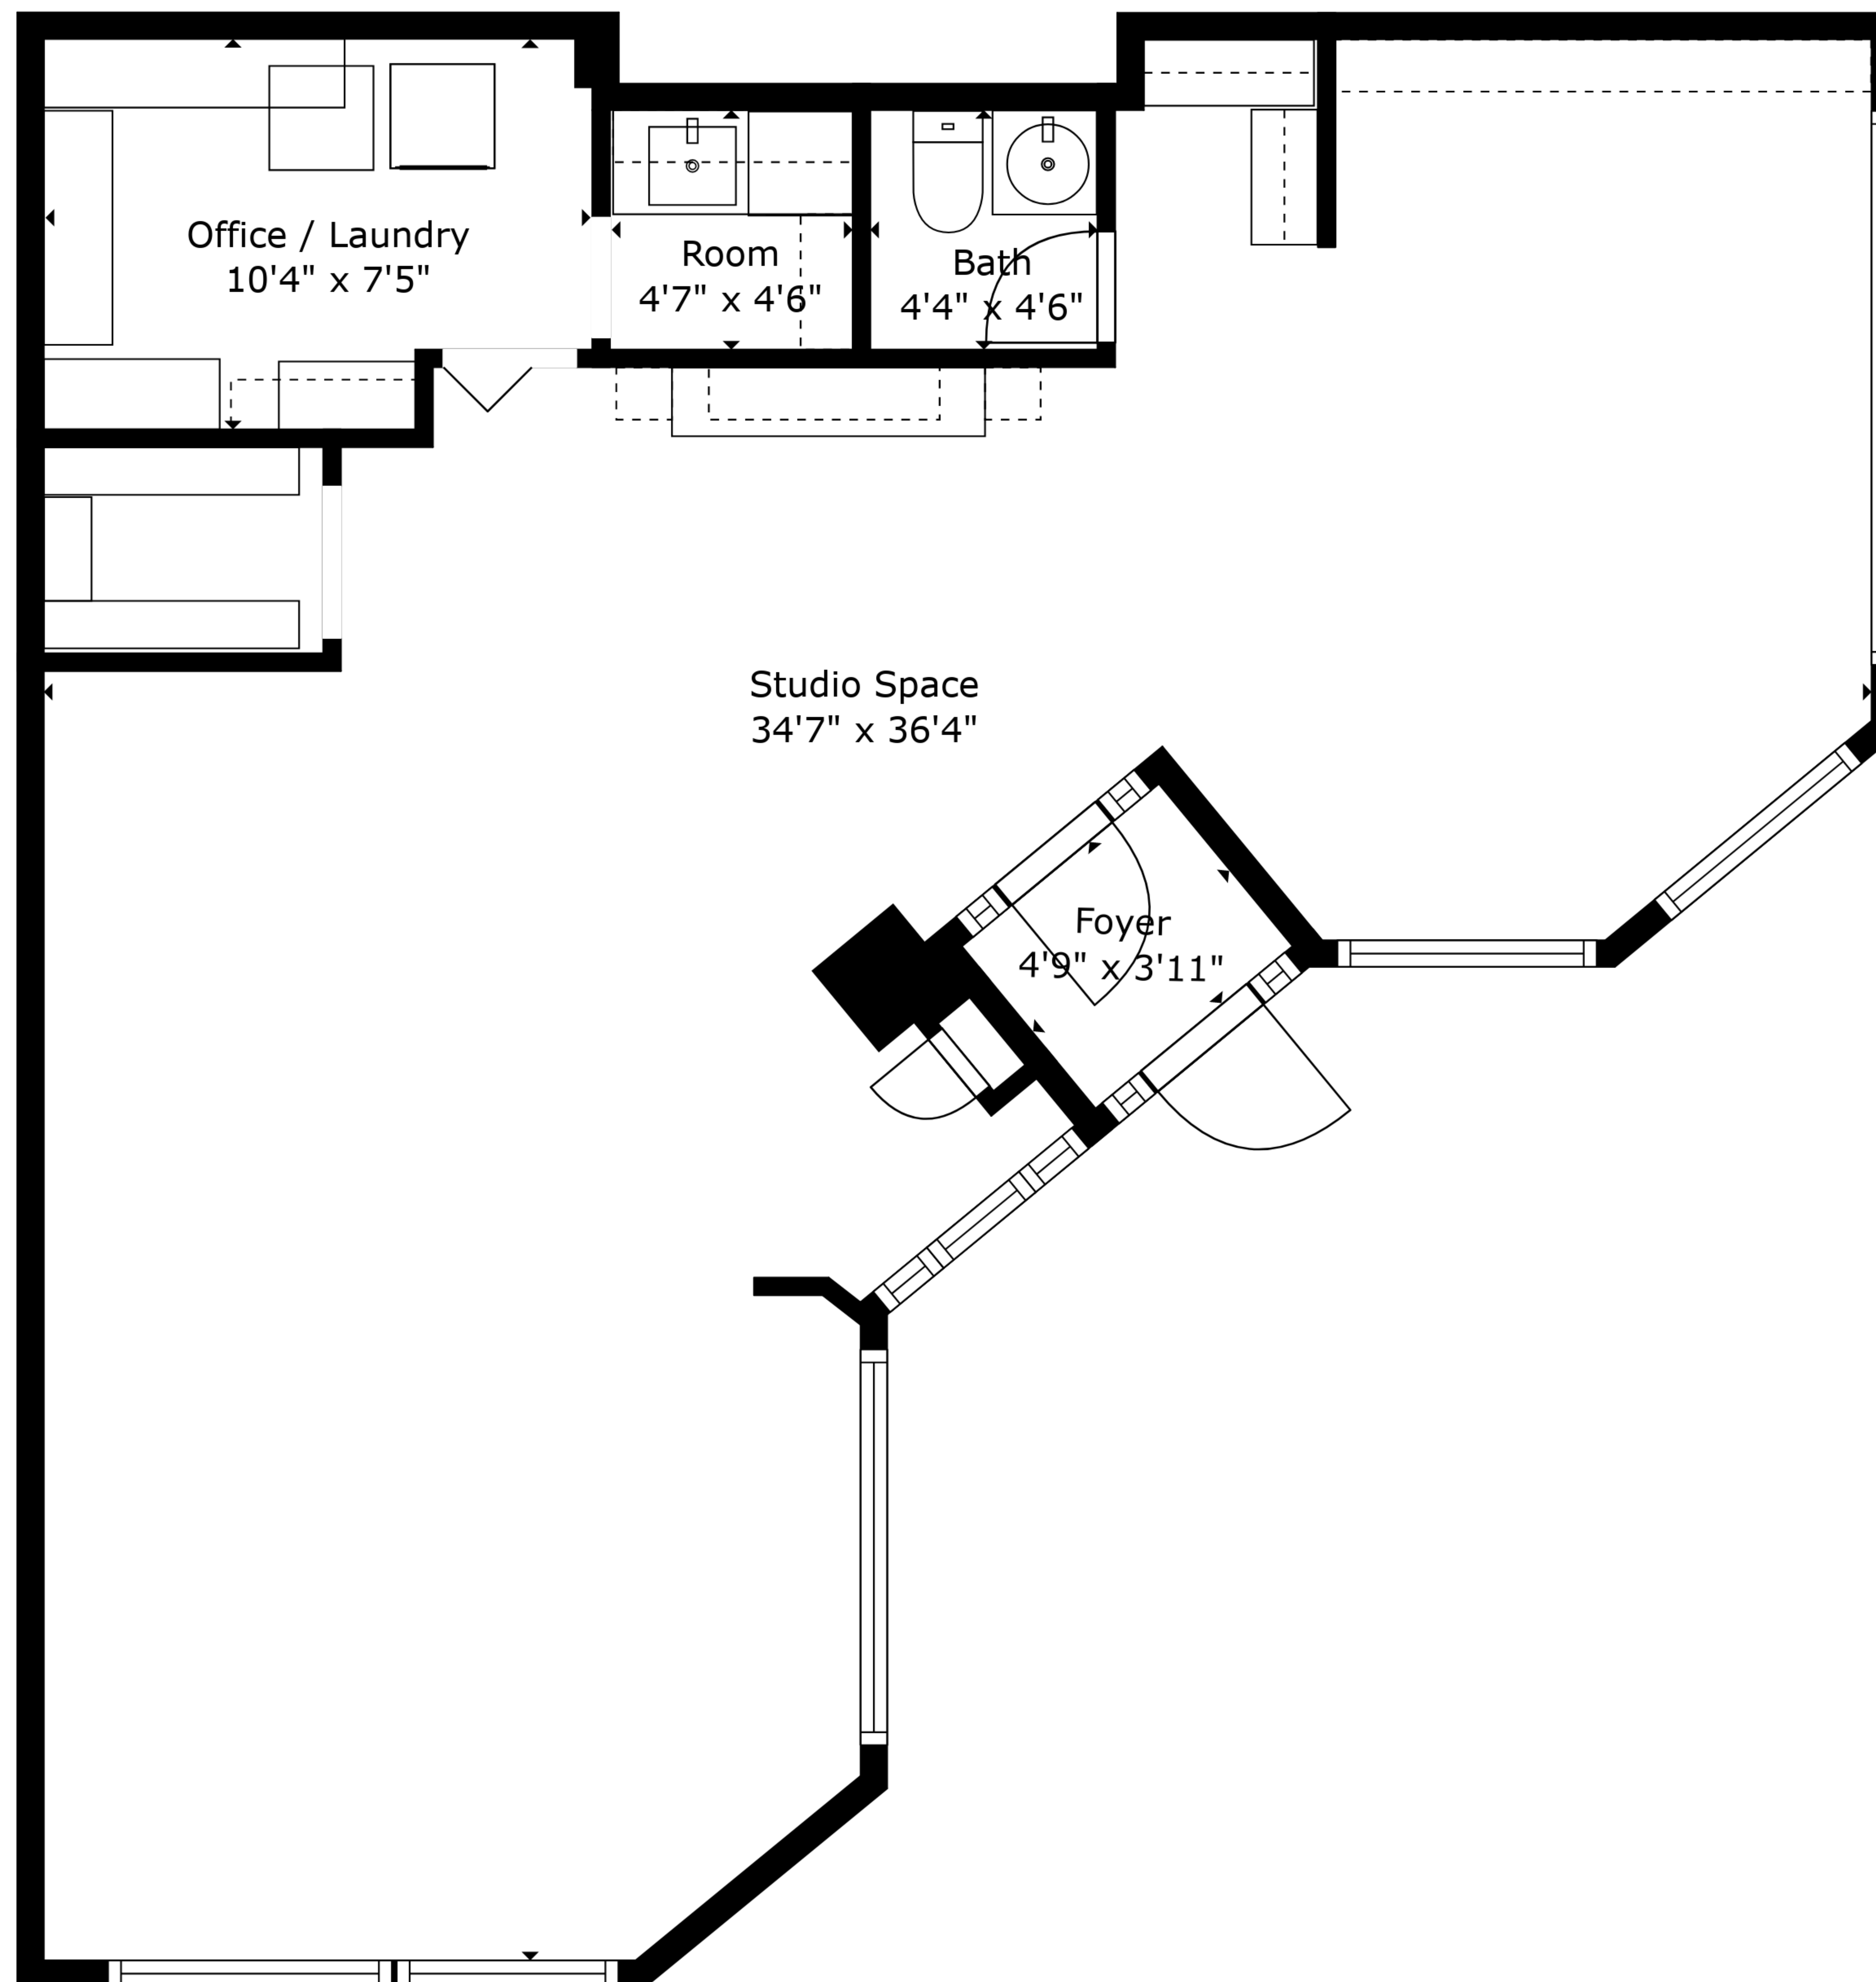 Office / Laundry
10'4" x 7'5"
Room
4'7" x 4'6"
Bath
4'4" x 4'6"
Studio Space
34'7" x 36'4"
Foyer
4'9" x 3'11"